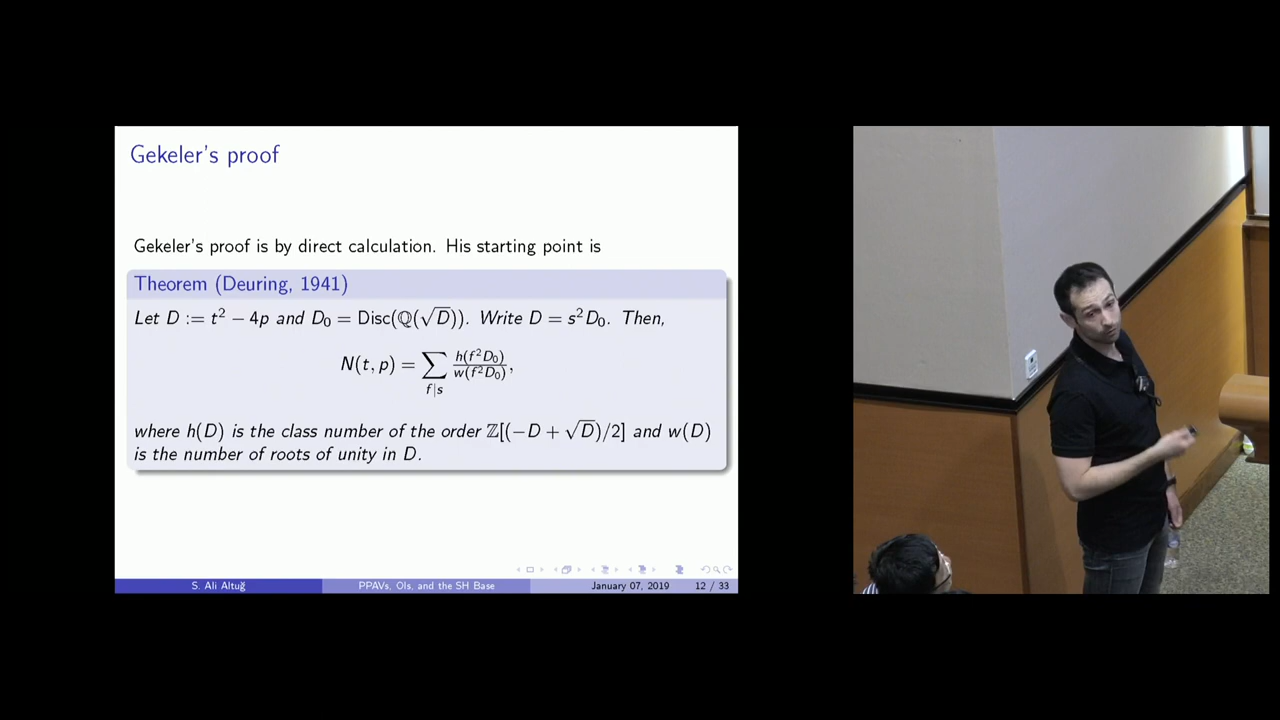 Gekeler's proof
Gekeler's proof is by direct calculation. His starting point is
Theorem (Deuring, 1941)
Let D := t² − 4p and D₀ = Disc(ℚ(√D)). Write D = s²D₀. Then,
N(t, p) = ∑_{f|s} h(f²D₀)/w(f²D₀),
where h(D) is the class number of the order ℤ[(−D + √D)/2] and w(D)
is the number of roots of unity in D.
S. Ali Altuğ PPAVs, OIs, and the SH Base January 07, 2019 12 / 33